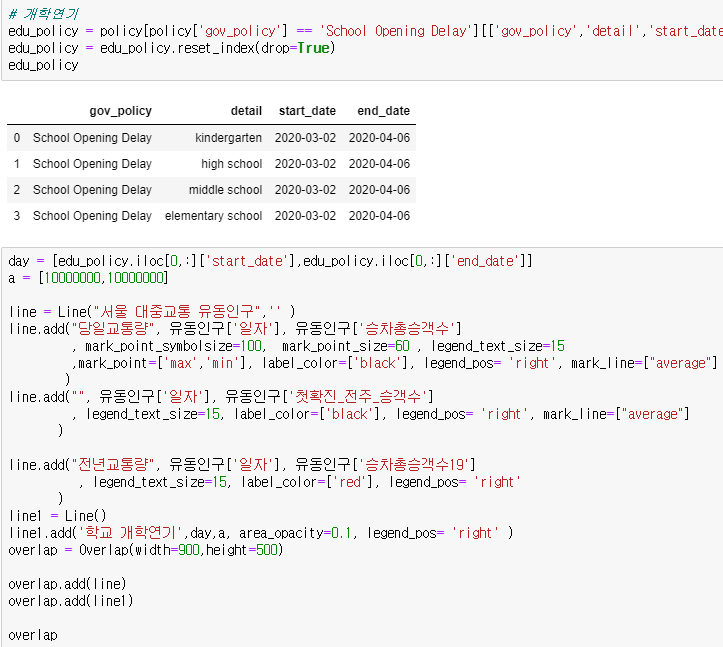 # 개학연기
edu_policy = policy[policy['gov_policy'] == 'School Opening Delay'][['gov_policy','detail','start_date
edu_policy = edu_policy.reset_index(drop=True)
edu_policy
gov_policy detail start_date end_date
0 School Opening Delay kindergarten 2020-03-02 2020-04-06
1 School Opening Delay high school 2020-03-02 2020-04-06
2 School Opening Delay middle school 2020-03-02 2020-04-06
3 School Opening Delay elementary school 2020-03-02 2020-04-06
day = [edu_policy.iloc[0,:]['start_date'],edu_policy.iloc[0,:]['end_date']]
a = [10000000,10000000]
line = Line("서울 대중교통 유동인구",'' )
line.add("당일교통량", 유동인구['일자'], 유동인구['승차총승객수']
, mark_point_symbolsize=100, mark_point_size=60 , legend_text_size=15
,mark_point=['max','min'], label_color=['black'], legend_pos= 'right', mark_line=["average"]
)
line.add("", 유동인구['일자'], 유동인구['첫확진_전주_승객수']
, legend_text_size=15, label_color=['black'], legend_pos= 'right', mark_line=["average"]
)
line.add("전년교통량", 유동인구['일자'], 유동인구['승차총승객수19']
, legend_text_size=15, label_color=['red'], legend_pos= 'right'
)
line1 = Line()
line1.add('학교 개학연기',day,a, area_opacity=0.1, legend_pos= 'right' )
overlap = Overlap(width=900,height=500)
overlap.add(line)
overlap.add(line1)
overlap